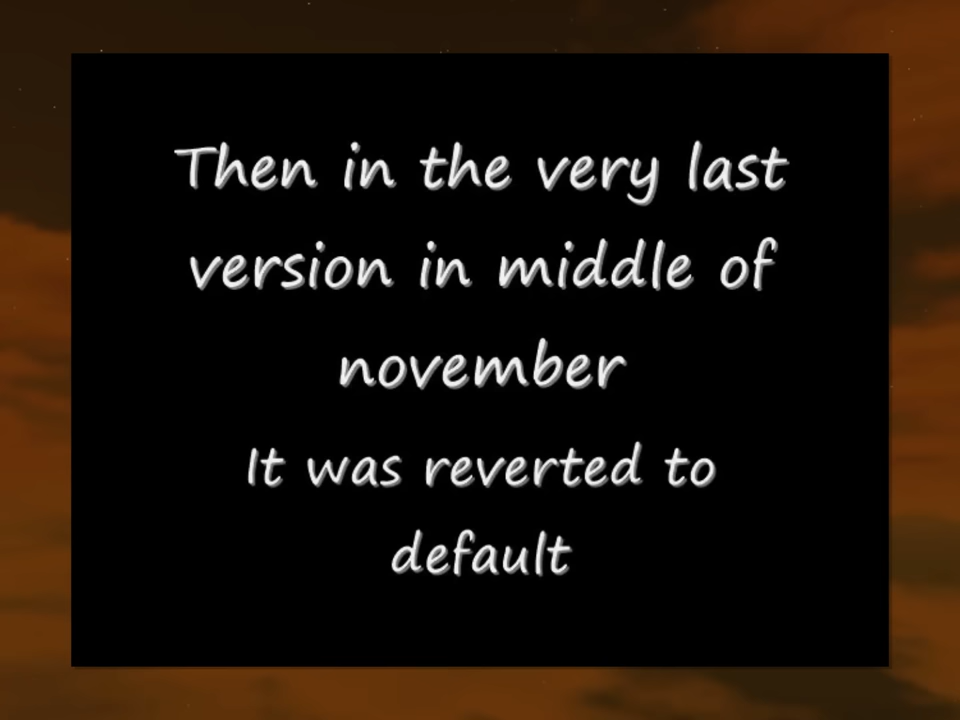 Then in the very last
version in middle of
november
It was reverted to
default